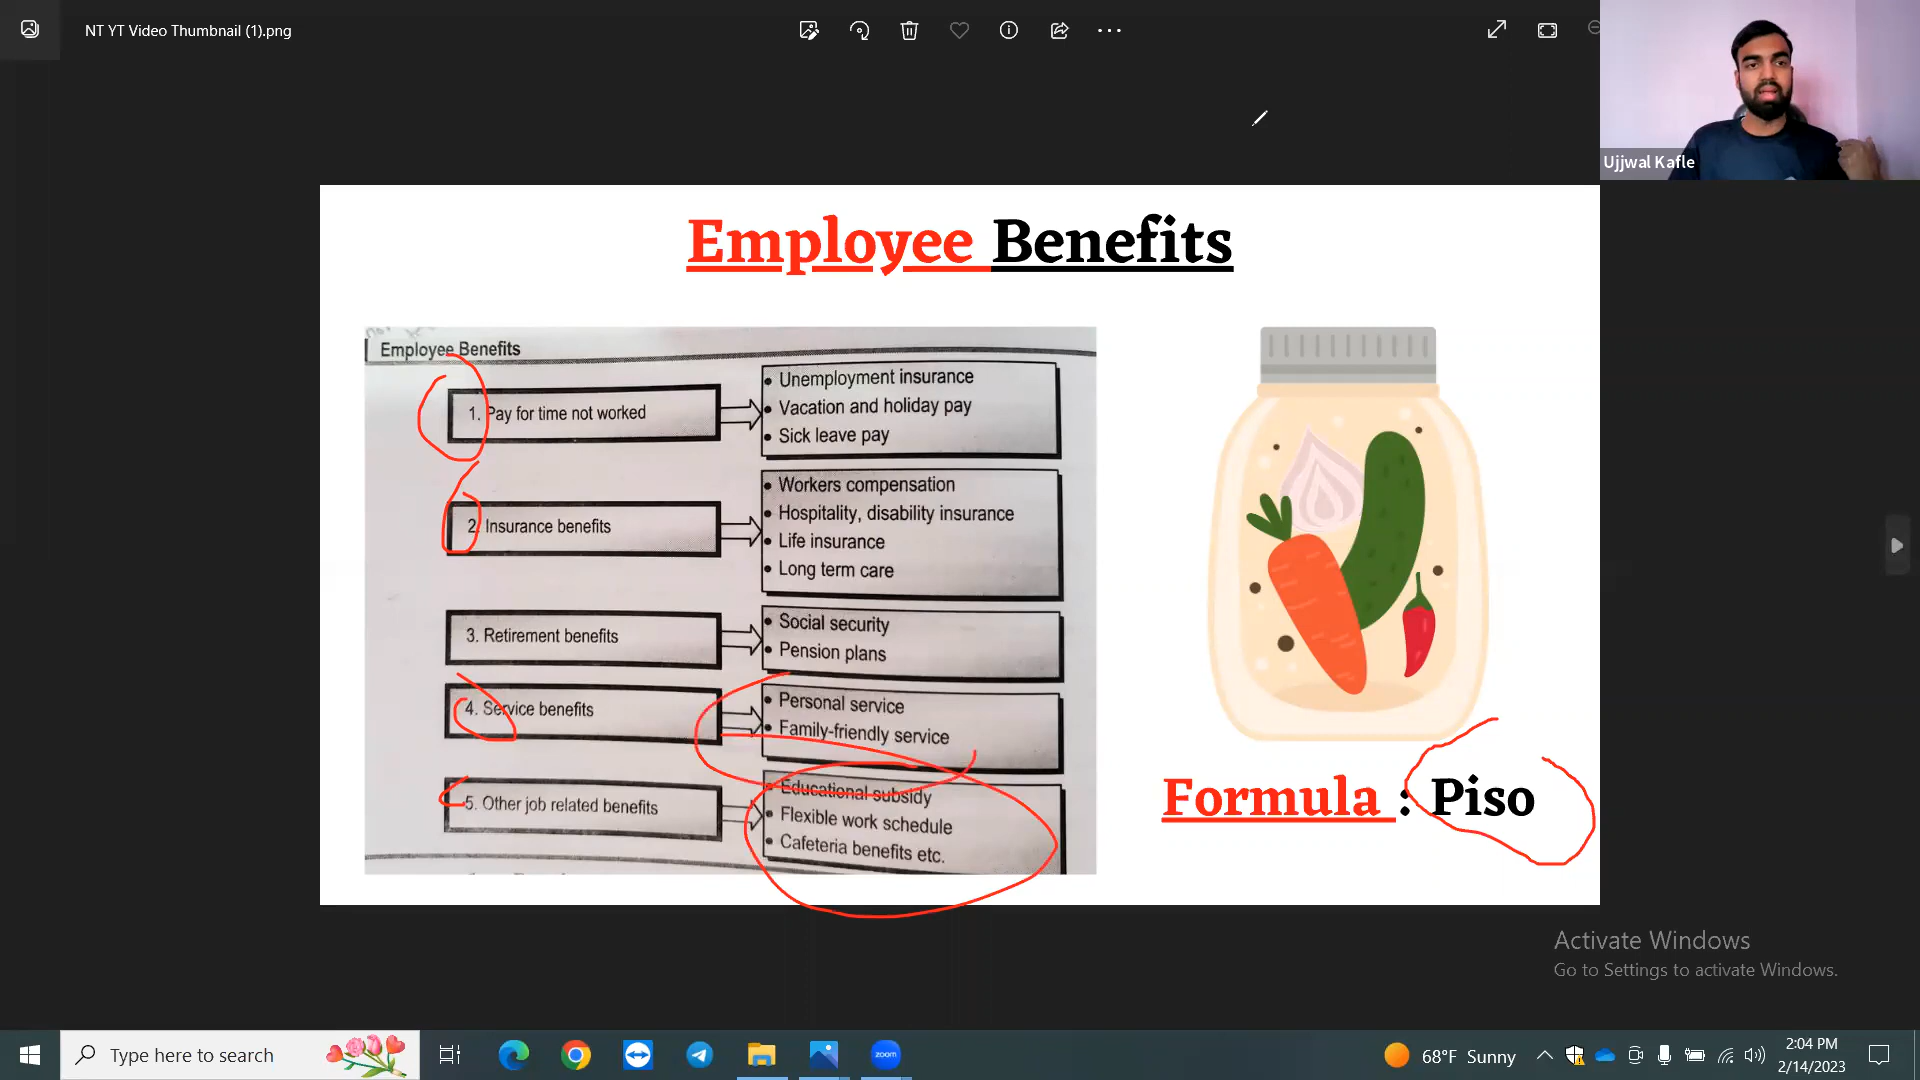 NT YT Video Thumbnail (1).png
Ujjwal Kafle
Employee Benefits
Employee Benefits
1. Pay for time not worked
• Unemployment insurance
• Vacation and holiday pay
• Sick leave pay
2. Insurance benefits
• Workers compensation
• Hospitality, disability insurance
• Life insurance
• Long term care
3. Retirement benefits
• Social security
• Pension plans
4. Service benefits
• Personal service
• Family-friendly service
5. Other job related benefits
• Educational subsidy
• Flexible work schedule
• Cafeteria benefits etc.
Formula : Piso
Activate Windows
Go to Settings to activate Windows.
Type here to search
zoom
68°F Sunny
2:04 PM
2/14/2023